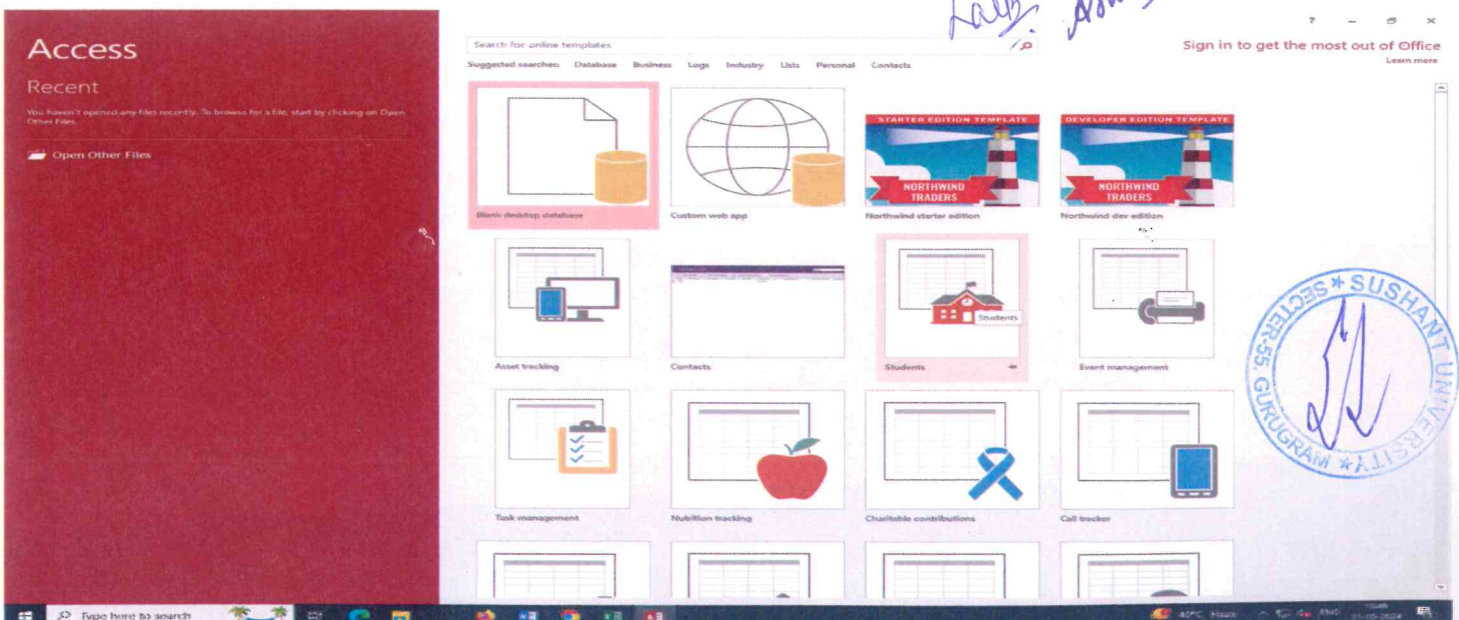 Access
Recent
You haven't opened any files recently. To browse for a file, start by clicking on Open
Other Files.
Open Other Files
Search for online templates
Suggested searches: Database Business Logs Industry Lists Personal Contacts
? – ×
Sign in to get the most out of Office
Learn more
Blank desktop database
Custom web app
STARTER EDITION TEMPLATE
NORTHWIND
TRADERS
Northwind starter edition
DEVELOPER EDITION TEMPLATE
NORTHWIND
TRADERS
Northwind dev edition
Asset tracking
Contacts
Students
Students
Event management
Task management
Nutrition tracking
Charitable contributions
Call tracker
SUSHANT UNIVERSITY
SECTER-55, GURUGRAM
Type here to search
ENG